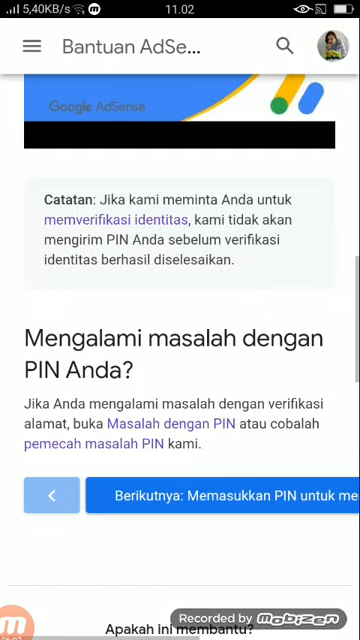 5,40KB/s
11.02
Bantuan AdSe...
Google AdSense
Catatan: Jika kami meminta Anda untuk
memverifikasi identitas, kami tidak akan
mengirim PIN Anda sebelum verifikasi
identitas berhasil diselesaikan.
Mengalami masalah dengan
PIN Anda?
Jika Anda mengalami masalah dengan verifikasi
alamat, buka Masalah dengan PIN atau cobalah
pemecah masalah PIN kami.
Berikutnya: Memasukkan PIN untuk me
Recorded by mobizen
Apakah ini membantu?